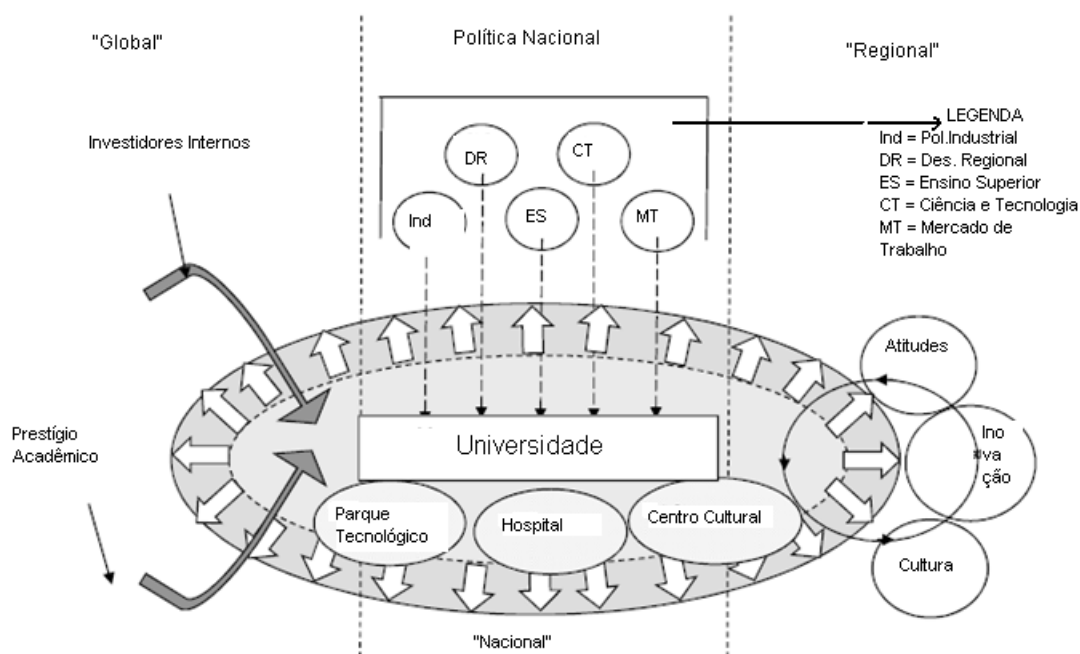 "Global"
Política Nacional
"Regional"
Investidores Internos
LEGENDA
Ind = Pol.Industrial
DR = Des. Regional
ES = Ensino Superior
CT = Ciência e Tecnologia
MT = Mercado de
Trabalho
DR
CT
Ind
ES
MT
Atitudes
Prestígio
Acadêmico
Universidade
Ino
va
ção
Parque
Tecnológico
Hospital
Centro Cultural
Cultura
"Nacional"